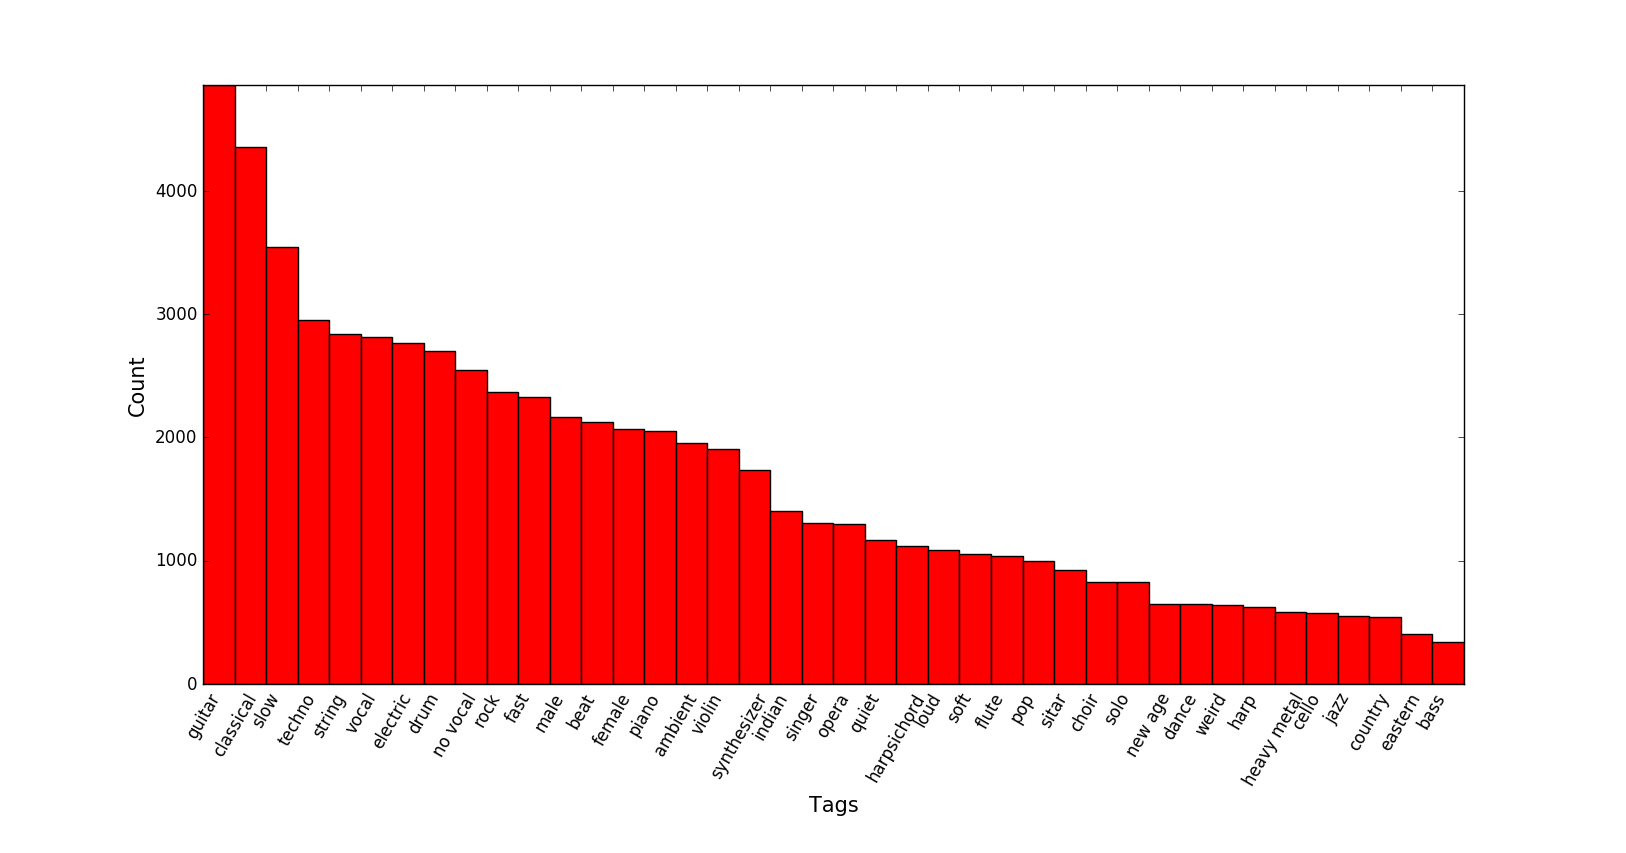 4000
3000
2000
1000
0
Count
guitar
classical
slow
techno
string
vocal
electric
drum
no vocal
rock
fast
male
beat
female
piano
ambient
violin
synthesizer
indian
singer
opera
quiet
harpsichord
loud
soft
flute
pop
sitar
choir
solo
new age
dance
weird
harp
heavy metal
cello
jazz
country
eastern
bass
Tags